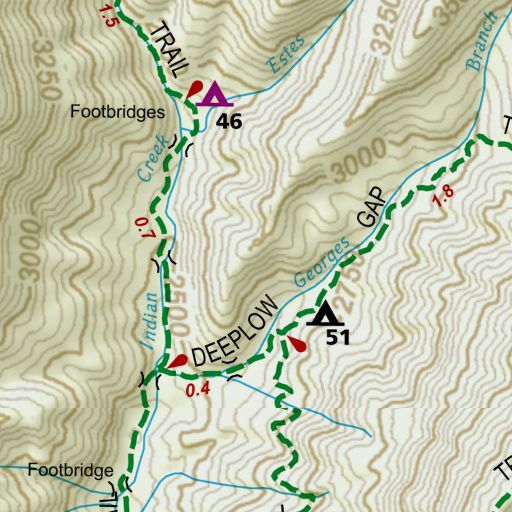 1.5
TRAIL
3250
Branch
3250
Estes
Footbridges
46
Creek
3000
T
1.8
GAP
0.7
3000
Georges
Indian
DEEPLOW
51
0.4
Footbridge